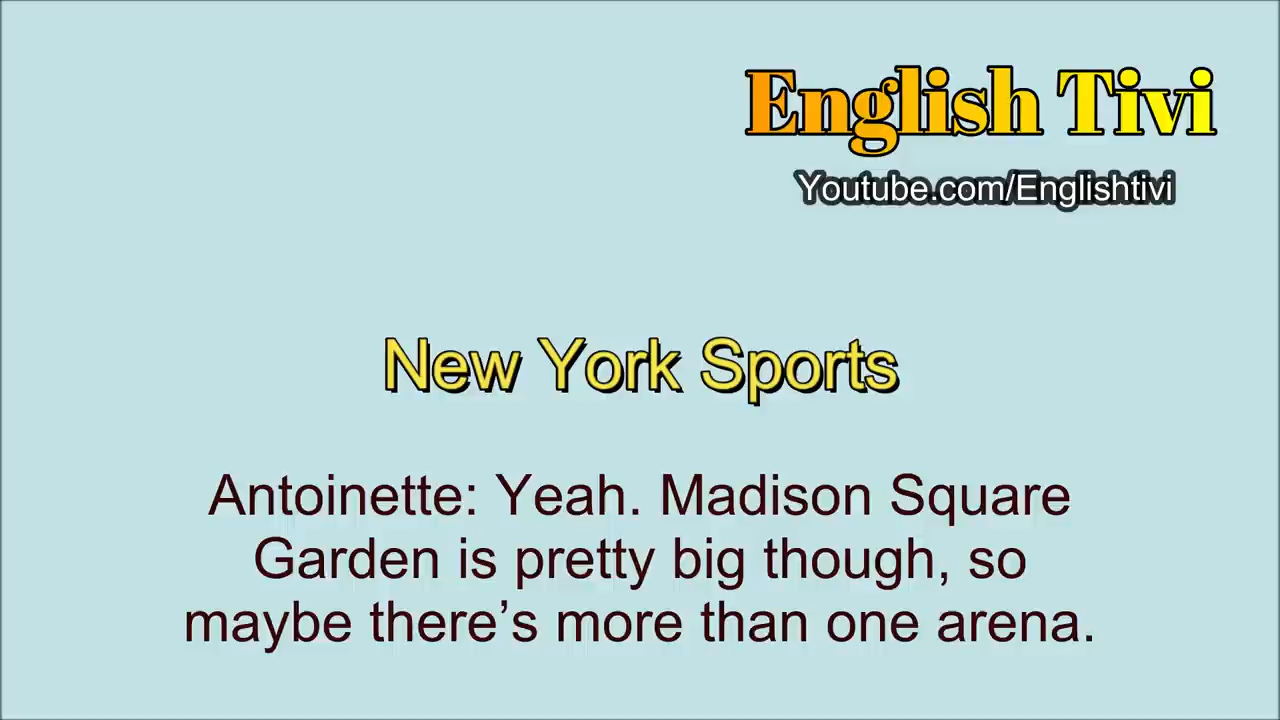 English Tivi
Youtube.com/Englishtivi
New York Sports
Antoinette: Yeah. Madison Square
Garden is pretty big though, so
maybe there’s more than one arena.